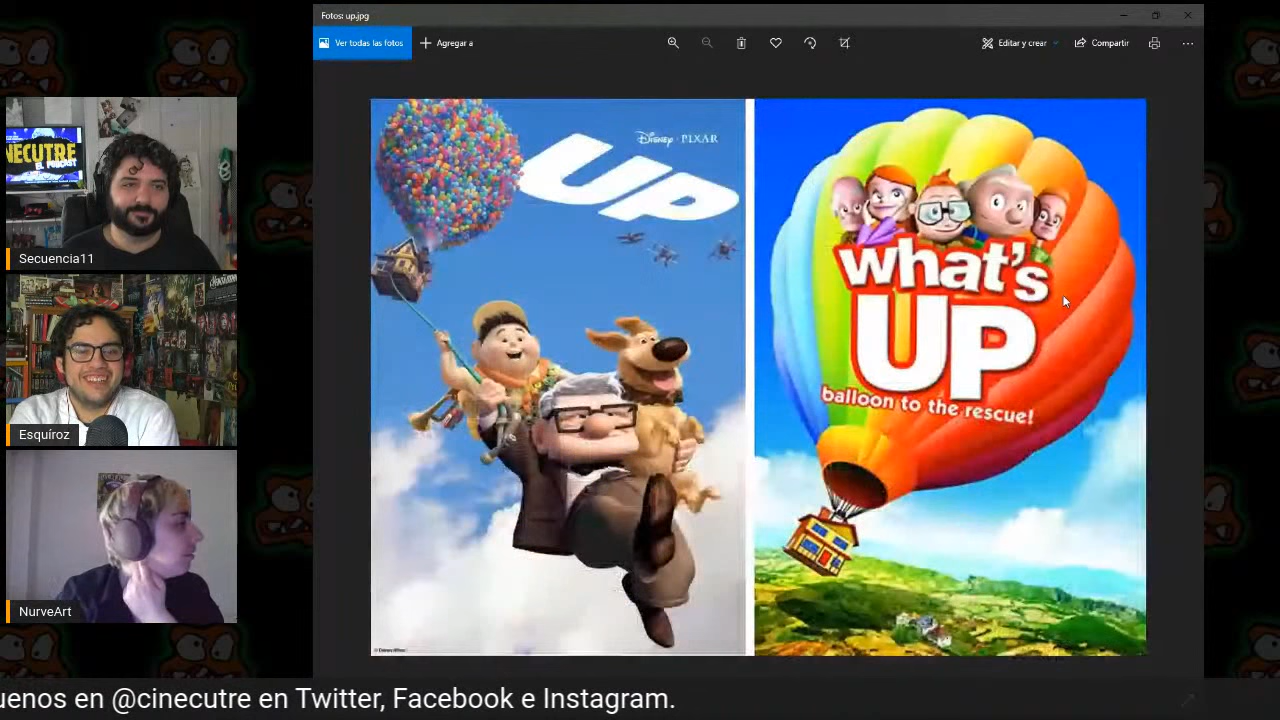 Fotos: up.jpg
Ver todas las fotos
Agregar a
Editar y crear
Compartir
NECUTRE
EL PODCAST
Secuencia11
Esquíroz
NurveArt
Disney · PIXAR
UP
what's
UP
balloon to the rescue!
uenos en @cinecutre en Twitter, Facebook e Instagram.